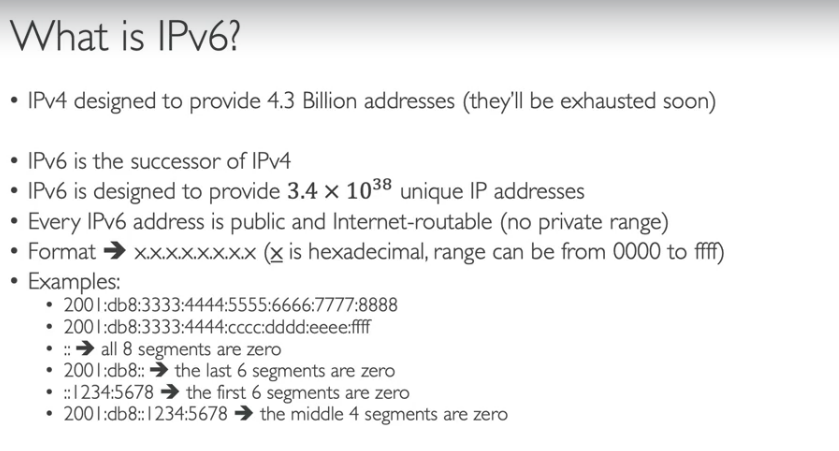 What is IPv6?
• IPv4 designed to provide 4.3 Billion addresses (they'll be exhausted soon)
• IPv6 is the successor of IPv4
• IPv6 is designed to provide 3.4 × 10³⁸ unique IP addresses
• Every IPv6 address is public and Internet-routable (no private range)
• Format ➔ x.x.x.x.x.x.x.x (x is hexadecimal, range can be from 0000 to ffff)
• Examples:
• 2001:db8:3333:4444:5555:6666:7777:8888
• 2001:db8:3333:4444:cccc:dddd:eeee:ffff
• :: ➔ all 8 segments are zero
• 2001:db8:: ➔ the last 6 segments are zero
• ::1234:5678 ➔ the first 6 segments are zero
• 2001:db8::1234:5678 ➔ the middle 4 segments are zero